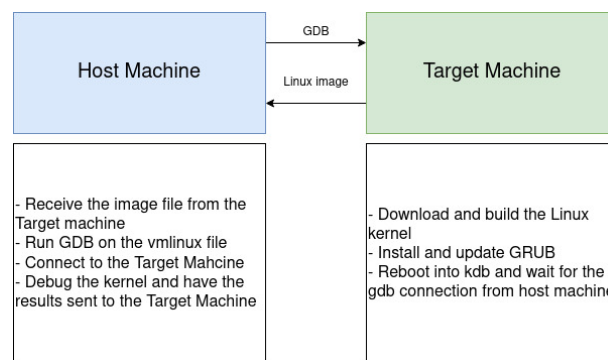 GDB
Host Machine
Target Machine
Linux image
- Receive the image file from the
Target machine
- Run GDB on the vmlinux file
- Connect to the Target Mahcine
- Debug the kernel and have the
results sent to the Target Machine
- Download and build the Linux
kernel
- Install and update GRUB
- Reboot into kdb and wait for the
gdb connection from host machine